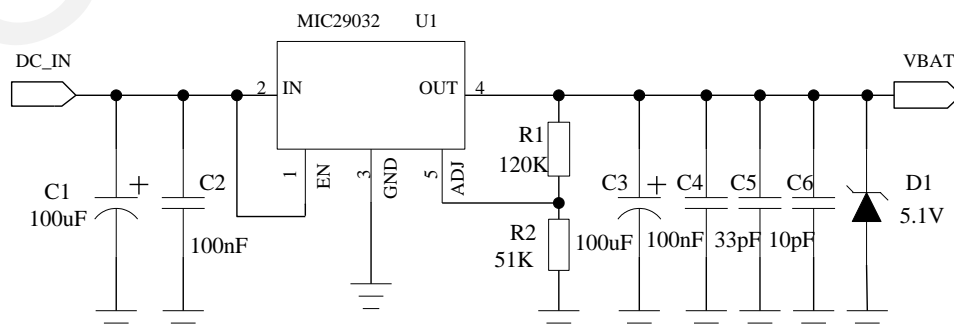 MIC29032 U1
DC_IN
VBAT
2 IN
OUT 4
1
EN
3
GND
5
ADJ
R1
120K
C1
100uF
+
C2
100nF
R2
51K
C3
100uF
+
C4
100nF
C5
33pF
C6
10pF
D1
5.1V